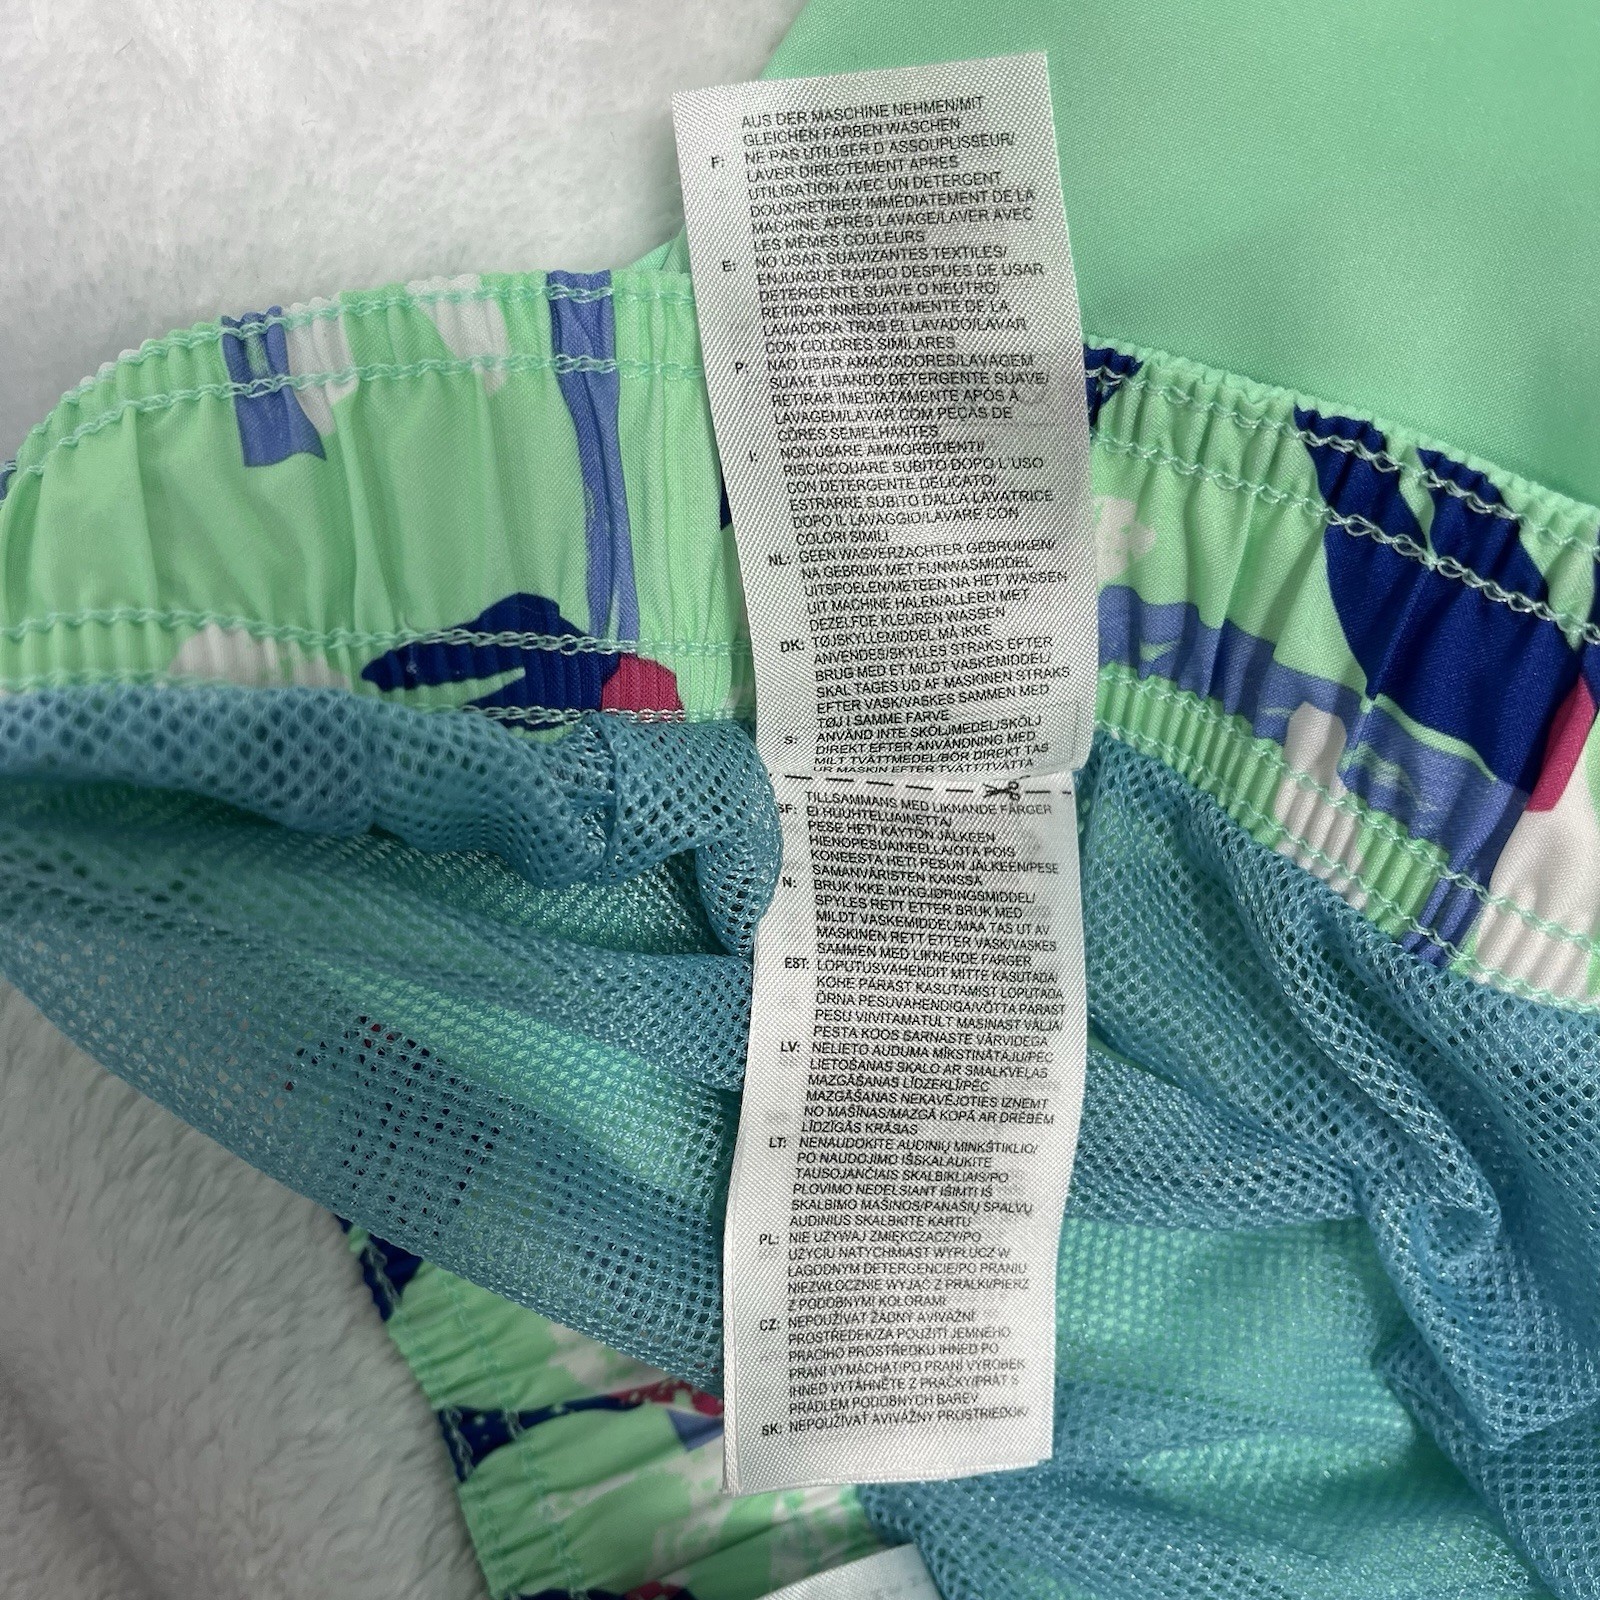 AUS DER MASCHINE NEHMEN/MIT
GLEICHEN FARBEN WASCHEN
F: NE PAS UTILISER D'ASSOUPLISSEUR/
LAVER DIRECTEMENT APRES
UTILISATION AVEC UN DETERGENT
DOUX/RETIRER IMMÉDIATEMENT DE LA
MACHINE APRÈS LAVAGE/LAVER AVEC
LES MÊMES COULEURS
E: NO USAR SUAVIZANTES TEXTILES/
ENJUAGUE RAPIDO DESPUES DE USAR
DETERGENTE SUAVE O NEUTRO/
RETIRAR INMEDIATAMENTE DE LA
LAVADORA TRAS EL LAVADO/LAVAR
CON COLORES SIMILARES
P: NÃO USAR AMACIADORES/LAVAGEM
SUAVE USANDO DETERGENTE SUAVE/
RETIRAR IMEDIATAMENTE APÓS A
LAVAGEM/LAVAR COM PEÇAS DE
CÔRES SEMELHANTES
I: NON USARE AMMORBIDENTI/
RISCIACQUARE SUBITO DOPO L'USO
CON DETERGENTE DELICATO/
ESTRARRE SUBITO DALLA LAVATRICE
DOPO IL LAVAGGIO/LAVARE CON
COLORI SIMILI
NL: GEEN WASVERZACHTER GEBRUIKEN/
NA GEBRUIK MET FIJNWASMIDDEL
UITSPOELEN/METEEN NA HET WASSEN
UIT MACHINE HALEN/ALLEEN MET
DEZELFDE KLEUREN WASSEN
DK: TØJSKYLLEMIDDEL MÅ IKKE
ANVENDES/SKYLLES STRAKS EFTER
BRUG MED ET MILDT VASKEMIDDEL/
SKAL TAGES UD AF MASKINEN STRAKS
EFTER VASK/VASKES SAMMEN MED
TØJ I SAMME FARVE
S: ANVÄND INTE SKÖLJMEDEL/SKÖLJ
DIREKT EFTER ANVÄNDNING MED
MILT TVÄTTMEDEL/BÖR DIREKT TAS
UR MASKIN EFTER TVÄTT/TVÄTTA
TILLSAMMANS MED LIKNANDE FÄRGER
SF: EI HUUHTELUAINETTA/
PESE HETI KÄYTÖN JÄLKEEN
HIENOPESUAINEELLA/OTA POIS
KONEESTA HETI PESUN JÄLKEEN/PESE
SAMANVÄRISTEN KANSSA
N: BRUK IKKE MYKGJØRINGSMIDDEL/
SPYLES RETT ETTER BRUK MED
MILDT VASKEMIDDEL/MAA TAS UT AV
MASKINEN RETT ETTER VASK/VASKES
SAMMEN MED LIKNENDE FARGER
EST: LOPUTUSVAHENDIT MITTE KASUTADA/
KOHE PÄRAST KASUTAMIST LOPUTADA
ÕRNA PESUVAHENDIGA/VÕTTA PÄRAST
PESU VIIVITAMATULT MASINAST VÄLJA/
PESTA KOOS SARNASTE VÄRVIDEGA
LV: NELIETO AUDUMA MĪKSTINĀTĀJU/PĒC
LIETOŠANAS SKALO AR SMALKVEĻAS
MAZGĀŠANAS LĪDZEKLI/PĒC
MAZGĀŠANAS NEKAVĒJOTIES IZŅEMT
NO MAŠĪNAS/MAZGĀ KOPĀ AR DRĒBĒM
LĪDZĪGĀS KRĀSĀS
LT: NENAUDOKITE AUDINIŲ MINKŠTIKLIO/
PO NAUDOJIMO IŠSKALAUKITE
TAUSOJANČIAIS SKALBIKLIAIS/PO
PLOVIMO NEDELSIANT IŠIMTI IŠ
SKALBIMO MAŠINOS/PANAŠIŲ SPALVŲ
AUDINIUS SKALBKITE KARTU
PL: NIE UŻYWAJ ZMIĘKCZACZY/PO
UŻYCIU NATYCHMIAST WYPŁUCZ W
ŁAGODNYM DETERGENCIE/PO PRANIU
NIEZWŁOCZNIE WYJĄĆ Z PRALKI/PIERZ
Z PODOBNYMI KOLORAMI
CZ: NEPOUŽÍVAT ŽÁDNÝ AVIVÁŽNÍ
PROSTŘEDEK/ZA POUŽITÍ JEMNÉHO
PRACÍHO PROSTŘEDKU IHNED PO
PRANÍ VYMÁCHAT/PO PRANÍ VÝROBEK
IHNED VYTÁHNĚTE Z PRAČKY/PRÁT S
PRÁDLEM PODOBNÝCH BAREV
SK: NEPOUŽÍVAŤ AVIVÁŽNY PROSTRIEDOK/